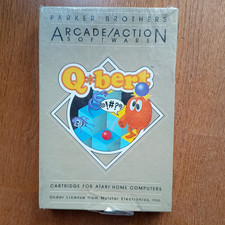 PARKER BROTHERS
ARCADE/ACTION
SOFTWARE
Q*bert
@!#?@!
CARTRIDGE FOR ATARI HOME COMPUTERS
Under License from Mylstar Electronics, Inc.